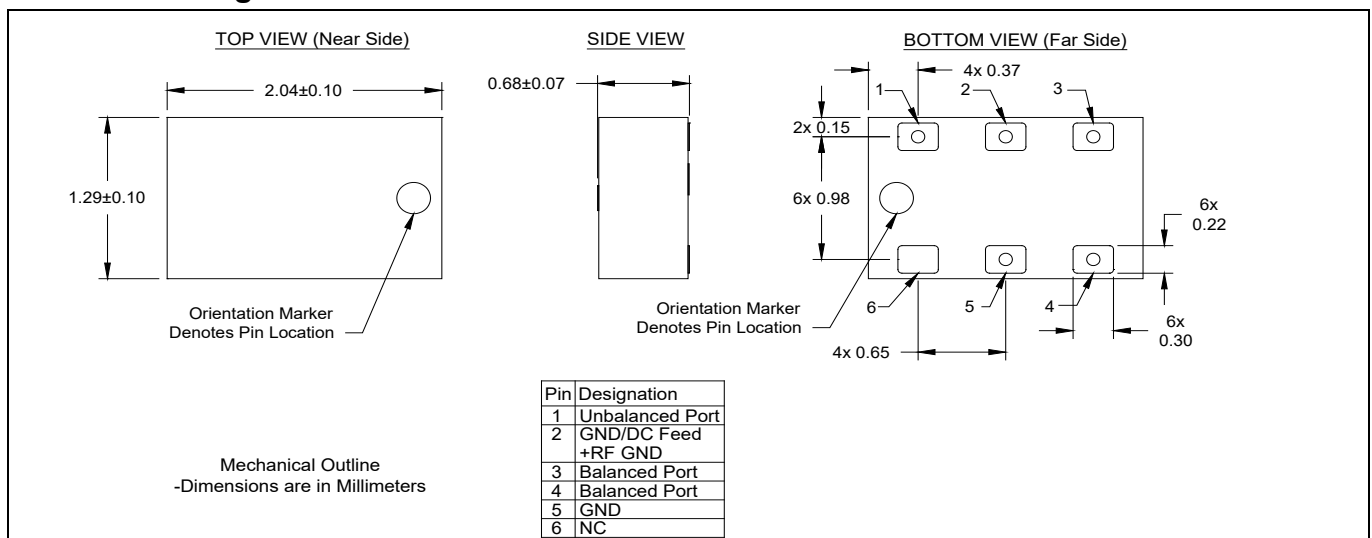 TOP VIEW (Near Side)
SIDE VIEW
BOTTOM VIEW (Far Side)
2.04±0.10
0.68±0.07
4x 0.37
1
2
3
2x 0.15
1.29±0.10
6x 0.98
6x
0.22
Orientation Marker
Denotes Pin Location
Orientation Marker
Denotes Pin Location
6
5
4
6x
0.30
4x 0.65
Pin Designation
1 Unbalanced Port
2 GND/DC Feed
+RF GND
3 Balanced Port
4 Balanced Port
5 GND
6 NC
Mechanical Outline
-Dimensions are in Millimeters